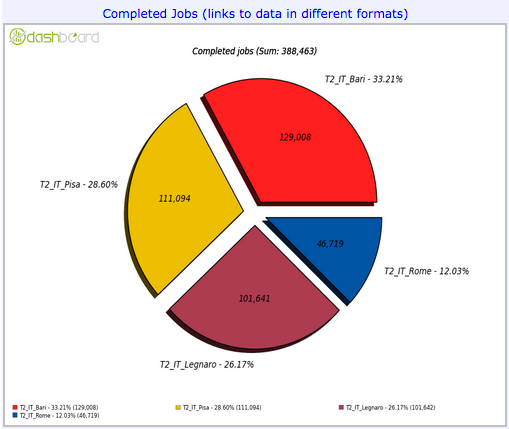 Completed Jobs (links to data in different formats)
dashboard
Completed jobs (Sum: 388,463)
T2_IT_Bari - 33.21%
129,008
T2_IT_Pisa - 28.60%
111,094
46,719
T2_IT_Rome - 12.03%
101,641
T2_IT_Legnaro - 26.17%
T2_IT_Bari - 33.21% (129,008)
T2_IT_Pisa - 28.60% (111,094)
T2_IT_Legnaro - 26.17% (101,642)
T2_IT_Rome - 12.03% (46,719)